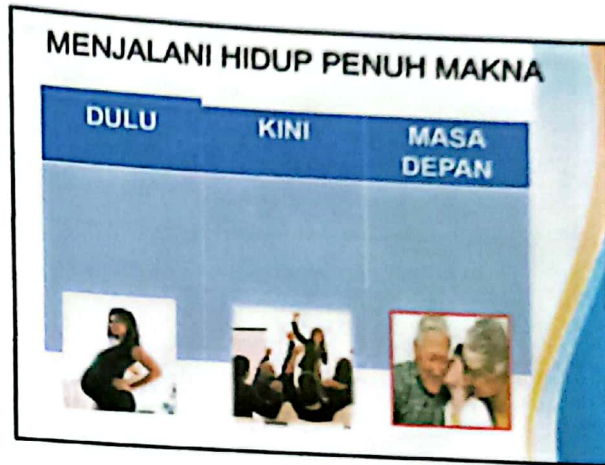 MENJALANI HIDUP PENUH MAKNA
DULU
KINI
MASA
DEPAN